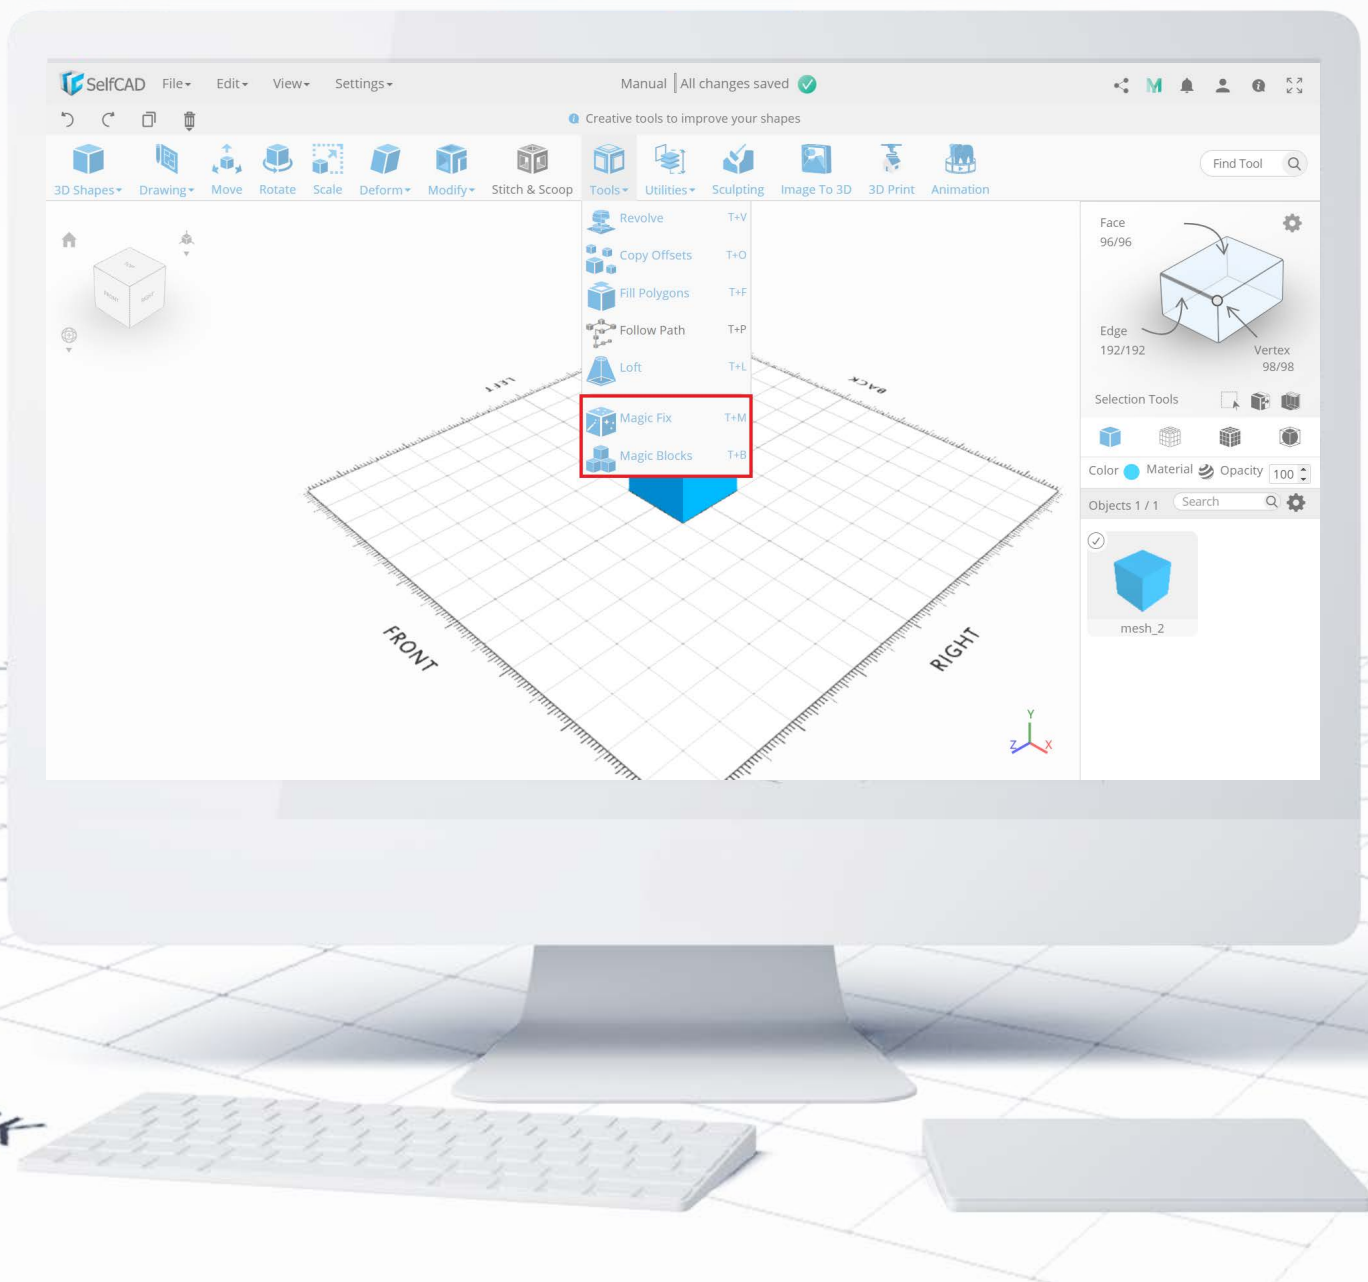 SelfCAD File Edit View Settings Manual All changes saved
Creative tools to improve your shapes
3D Shapes Drawing Move Rotate Scale Deform Modify Stitch & Scoop Tools Utilities Sculpting Image To 3D 3D Print Animation Find Tool
Revolve T+V
Copy Offsets T+O
Fill Polygons T+F
Follow Path T+P
Loft T+L
Magic Fix T+M
Magic Blocks T+B
TOP
FRONT RIGHT
LEFT BACK
FRONT RIGHT
Y
Z X
Face
96/96
Edge
192/192
Vertex
98/98
Selection Tools
Color Material Opacity 100
Objects 1 / 1 Search
mesh_2